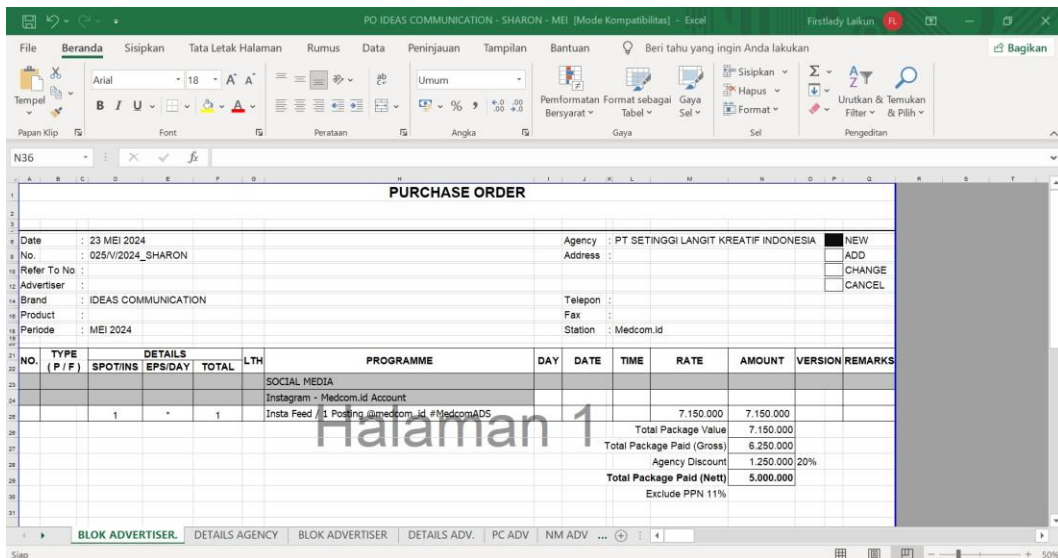 PO IDEAS COMMUNICATION - SHARON - MEI [Mode Kompatibilitas] - Excel
Firstlady Laikun FL
File Beranda Sisipkan Tata Letak Halaman Rumus Data Peninjauan Tampilan Bantuan Beri tahu yang ingin Anda lakukan Bagikan
Tempel
Arial 18
B I U
Umum
Pemformatan Bersyarat
Format sebagai Tabel
Gaya Sel
Sisipkan
Hapus
Format
Urutkan & Filter
Temukan & Pilih
Papan Klip Font Perataan Angka Gaya Sel Pengeditan
N36 fx
A B C D E F G H I J K L M N O P Q R S T
PURCHASE ORDER
Date : 23 MEI 2024 Agency : PT SETINGGI LANGIT KREATIF INDONESIA NEW
No. : 025/V/2024_SHARON Address : ADD
Refer To No : CHANGE
Advertiser : CANCEL
Brand : IDEAS COMMUNICATION Telepon :
Product : Fax :
Periode : MEI 2024 Station : Medcom.id
NO. TYPE ( P / F ) DETAILS LTH PROGRAMME DAY DATE TIME RATE AMOUNT VERSION REMARKS
SPOT/INS EPS/DAY TOTAL
SOCIAL MEDIA
Instagram - Medcom.id Account
1 * 1 Insta Feed / 1 Posting @medcom_id #MedcomADS 7.150.000 7.150.000
Halaman 1
Total Package Value 7.150.000
Total Package Paid (Gross) 6.250.000
Agency Discount 1.250.000 20%
Total Package Paid (Nett) 5.000.000
Exclude PPN 11%
BLOK ADVERTISER. DETAILS AGENCY BLOK ADVERTISER DETAILS ADV. PC ADV NM ADV ...
Siap 50%